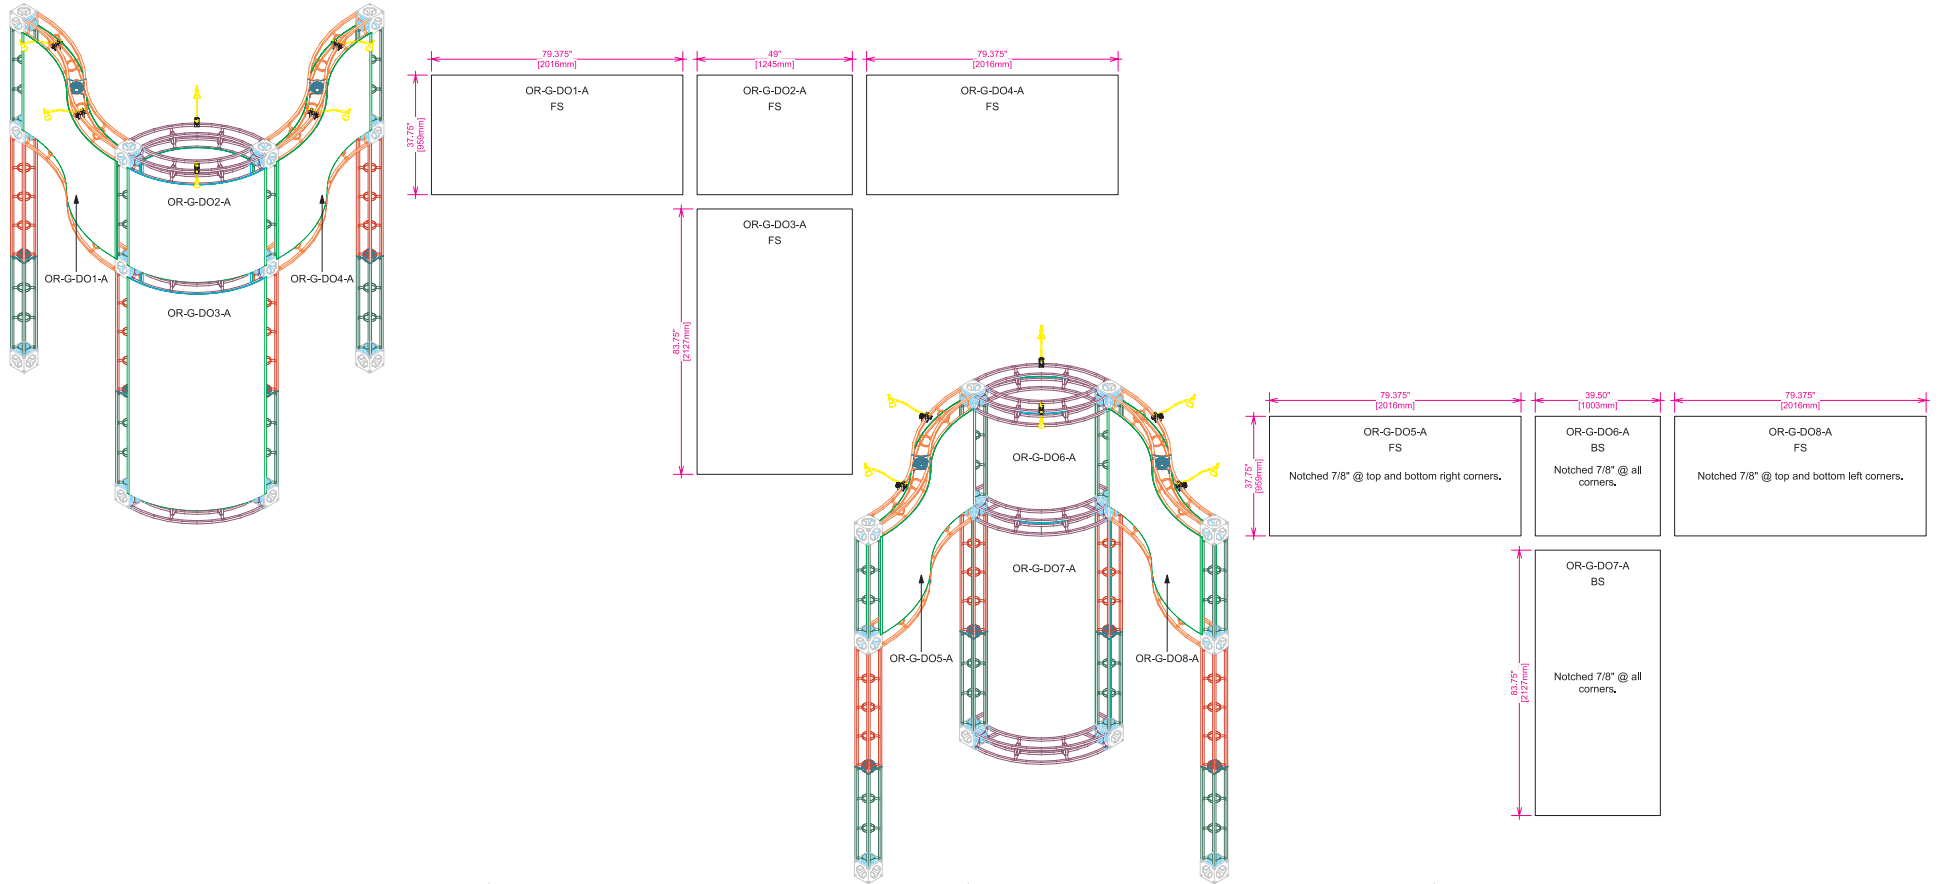 79.375"
[2016mm]
49"
[1245mm]
79.375"
[2016mm]
37.75"
[959mm]
OR-G-DO1-A
FS
OR-G-DO2-A
FS
OR-G-DO4-A
FS
OR-G-DO2-A
OR-G-DO1-A
OR-G-DO4-A
OR-G-DO3-A
83.75"
[2127mm]
OR-G-DO3-A
FS
79.375"
[2016mm]
39.50"
[1003mm]
79.375"
[2016mm]
37.75"
[959mm]
OR-G-DO5-A
FS
Notched 7/8" @ top and bottom right corners.
OR-G-DO6-A
BS
Notched 7/8" @ all
corners.
OR-G-DO8-A
FS
Notched 7/8" @ top and bottom left corners.
OR-G-DO6-A
OR-G-DO7-A
OR-G-DO5-A
OR-G-DO8-A
83.75"
[2127mm]
OR-G-DO7-A
BS
Notched 7/8" @ all
corners.